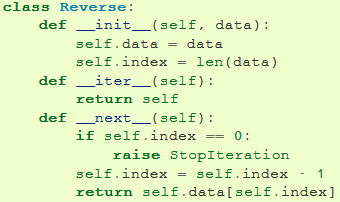 class Reverse:
    def __init__(self, data):
        self.data = data
        self.index = len(data)
    def __iter__(self):
        return self
    def __next__(self):
        if self.index == 0:
            raise StopIteration
        self.index = self.index - 1
        return self.data[self.index]